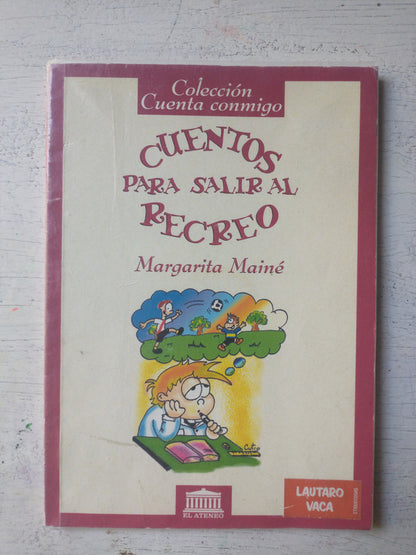 Colección
Cuenta conmigo
CUENTOS
PARA SALIR AL
RECREO
Margarita Mainé
EL ATENEO
LAUTARO
VACA